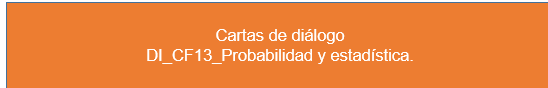 Cartas de diálogo
DI_CF13_Probabilidad y estadística.